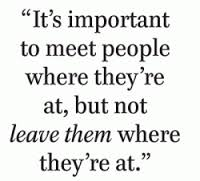 “It’s important
to meet people
where they’re
at, but not
leave them where
they’re at.”